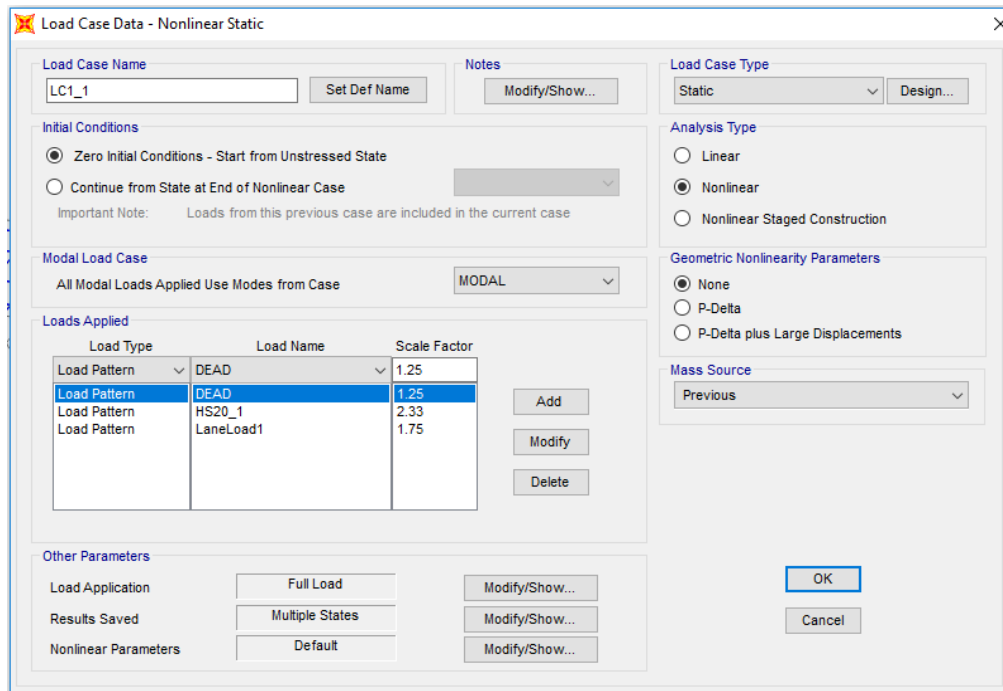 Load Case Data - Nonlinear Static
Load Case Name
LC1_1
Set Def Name
Notes
Modify/Show...
Load Case Type
Static
Design...
Initial Conditions
Zero Initial Conditions - Start from Unstressed State
Continue from State at End of Nonlinear Case
Important Note: Loads from this previous case are included in the current case
Analysis Type
Linear
Nonlinear
Nonlinear Staged Construction
Modal Load Case
All Modal Loads Applied Use Modes from Case
MODAL
Geometric Nonlinearity Parameters
None
P-Delta
P-Delta plus Large Displacements
Loads Applied
Load Type Load Name Scale Factor
Load Pattern DEAD 1.25
Load Pattern DEAD 1.25
Load Pattern HS20_1 2.33
Load Pattern LaneLoad1 1.75
Add
Modify
Delete
Mass Source
Previous
Other Parameters
Load Application Full Load Modify/Show...
Results Saved Multiple States Modify/Show...
Nonlinear Parameters Default Modify/Show...
OK
Cancel